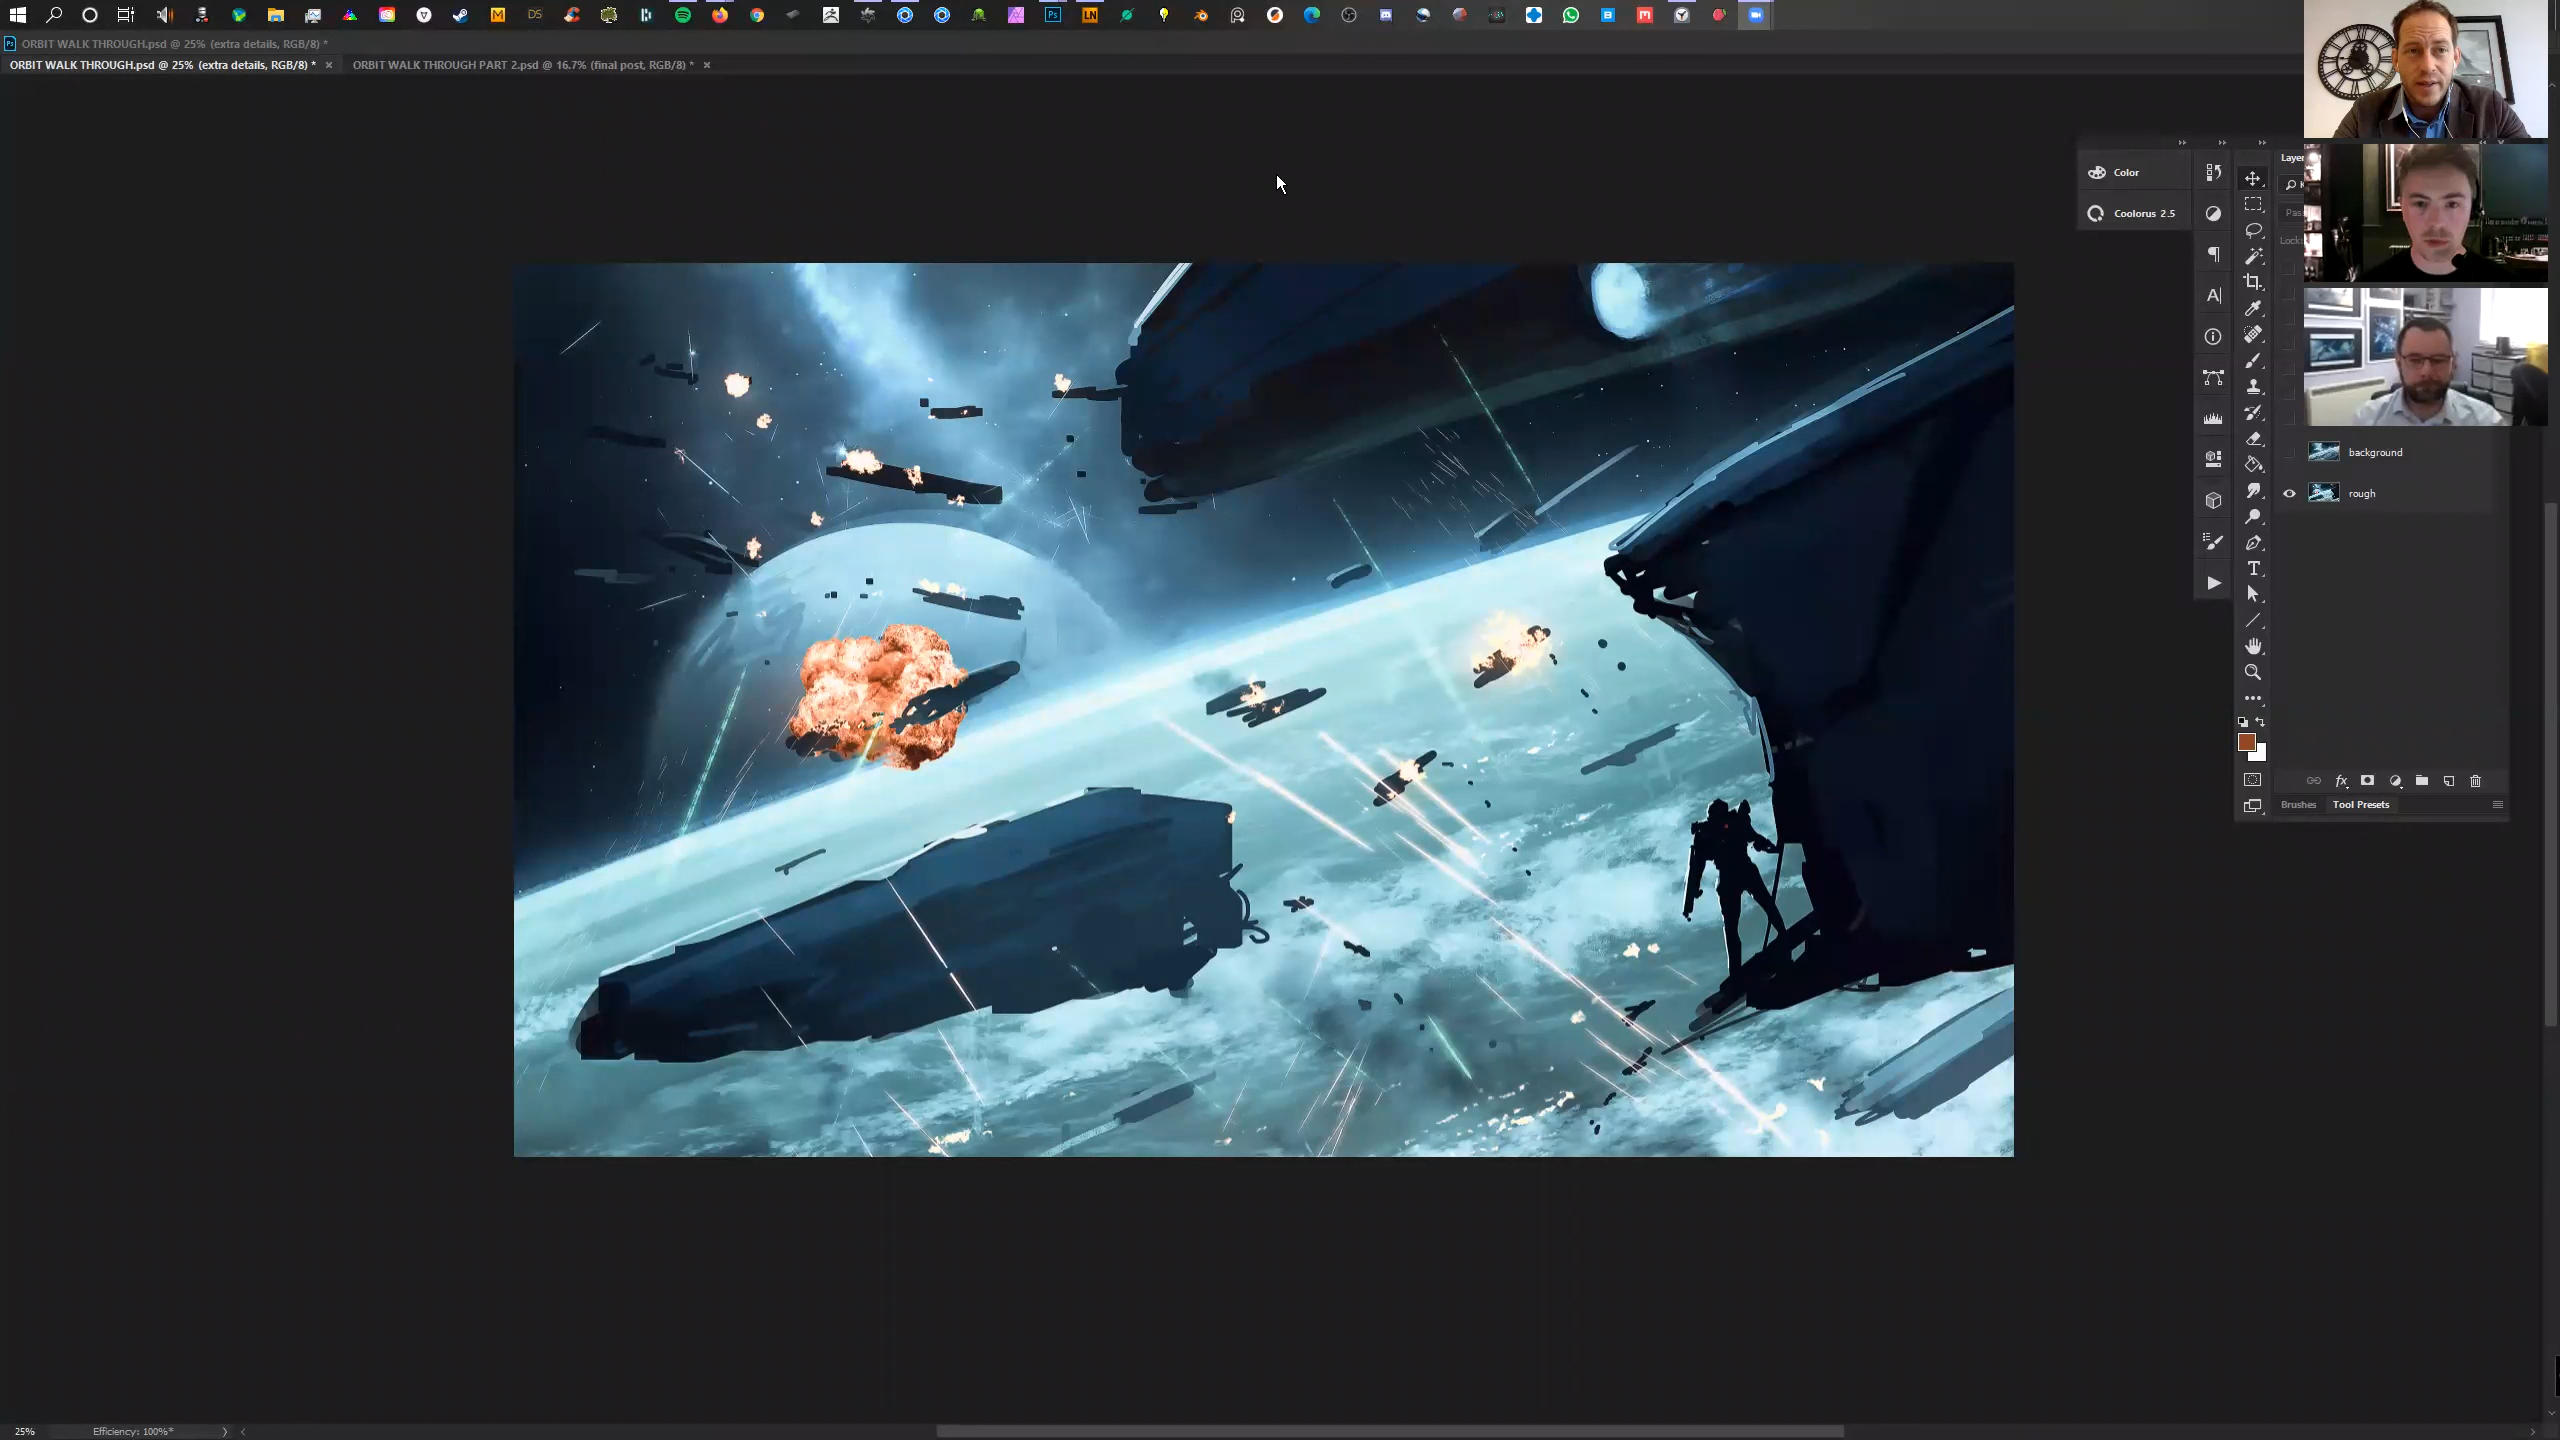 ORBIT WALK THROUGH.psd @ 25% (extra details, RGB/8) *
ORBIT WALK THROUGH.psd @ 25% (extra details, RGB/8) * ×
ORBIT WALK THROUGH PART 2.psd @ 16.7% (final post, RGB/8) * ×
Color
Coolorus 2.5
background
rough
Brushes
Tool Presets
25%
Efficiency: 100%*